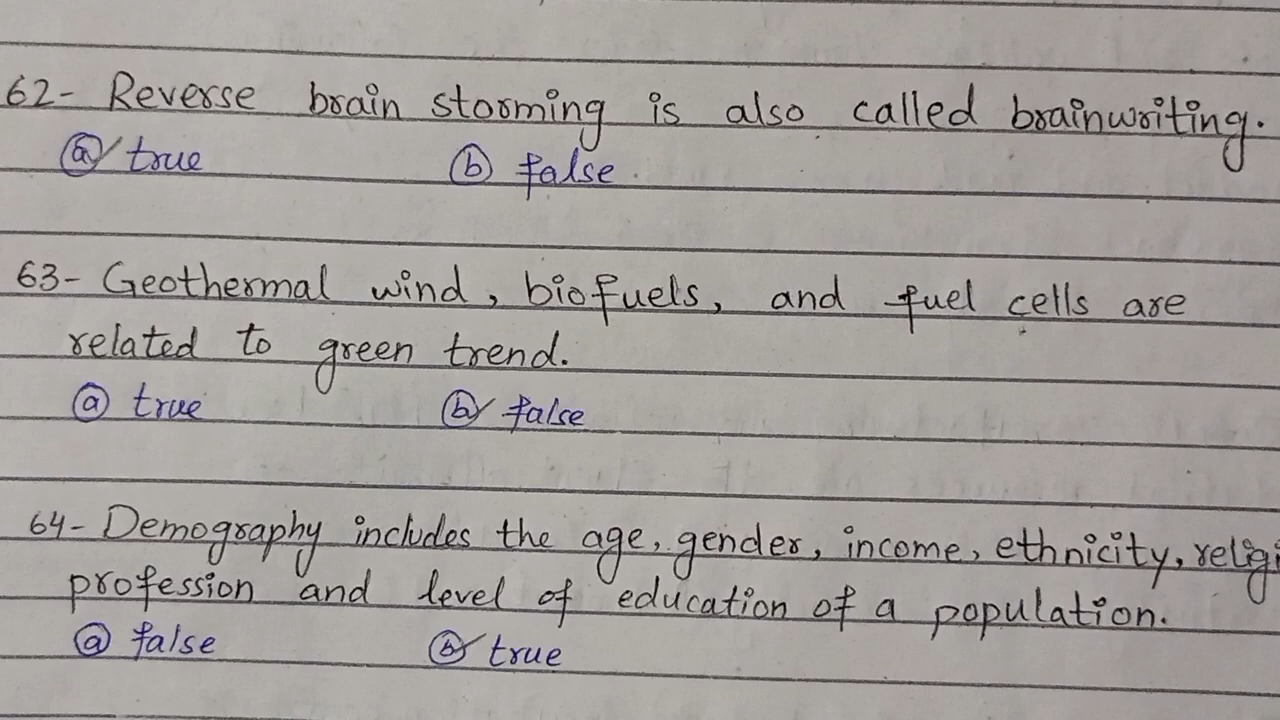 62- Reverse brain storming is also called brainwriting.
ⓐ✓ true ⓑ false.
63- Geothermal wind, biofuels, and fuel cells are
related to green trend.
ⓐ true ⓑ✓ false
64- Demography includes the age, gender, income, ethnicity, religi
profession and level of education of a population.
ⓐ false ⓑ✓ true